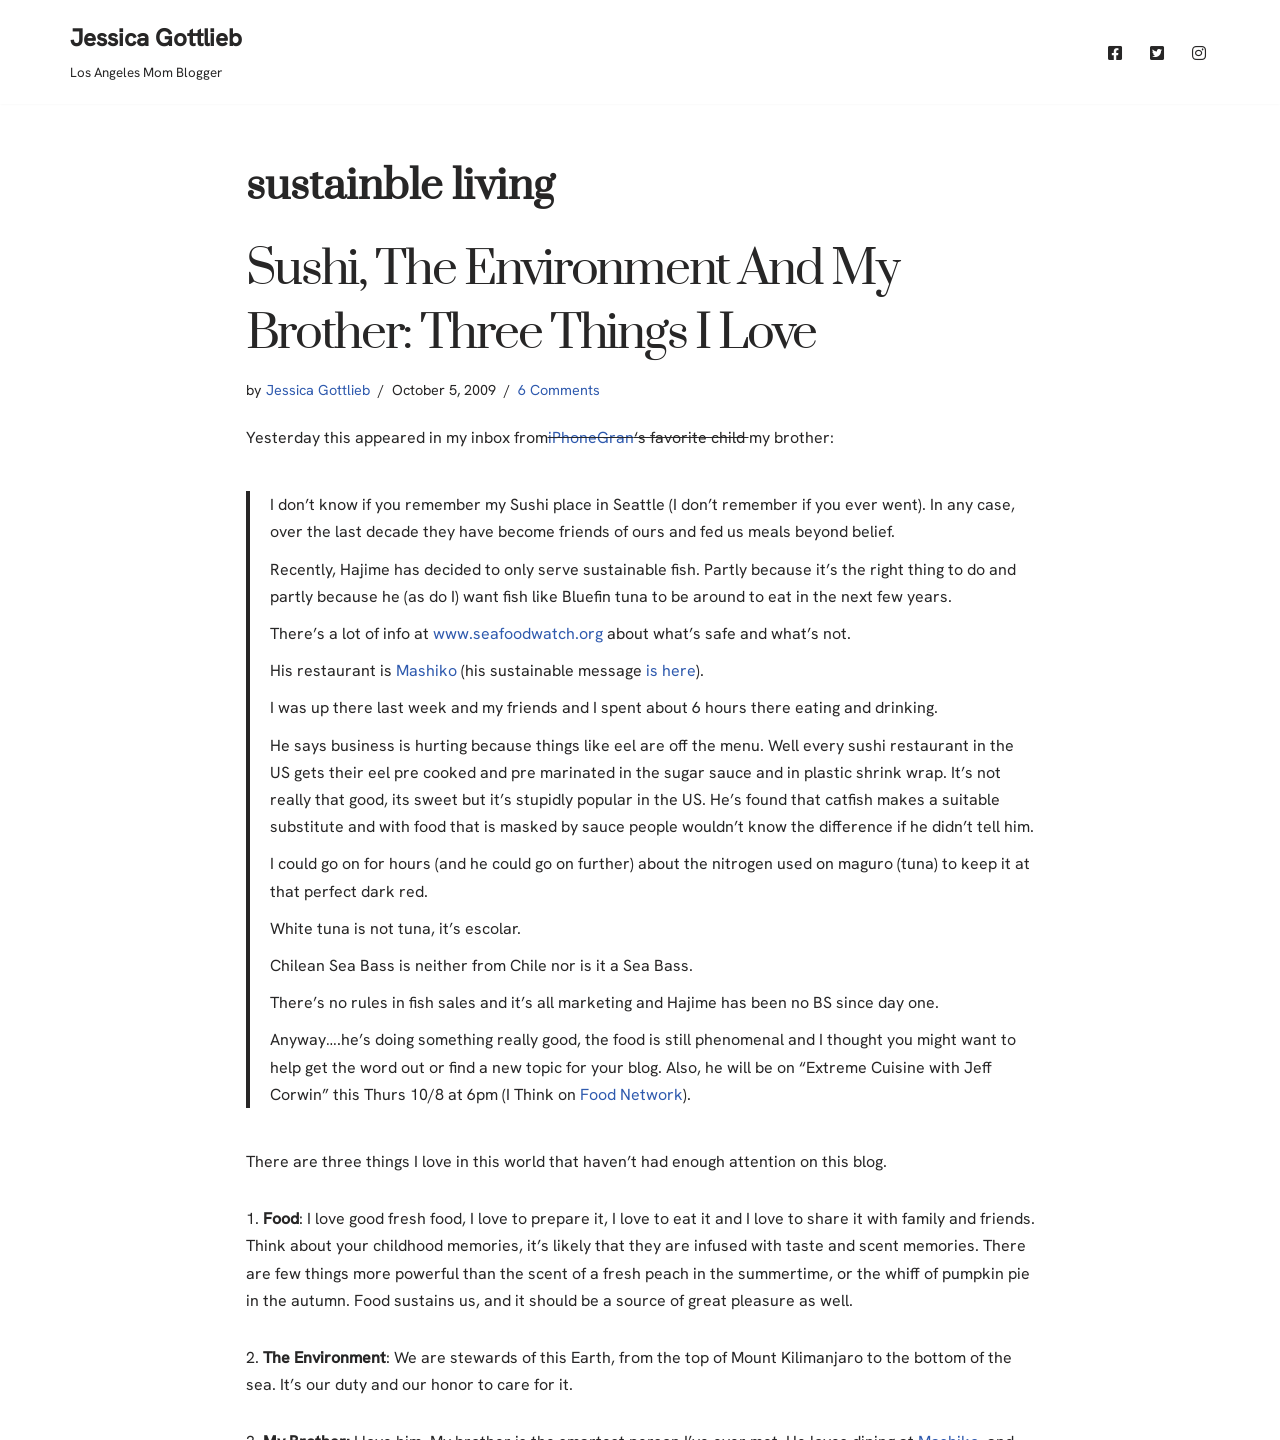 Jessica Gottlieb
Los Angeles Mom Blogger
sustainble living
Sushi, The Environment And My
Brother: Three Things I Love
by Jessica Gottlieb / October 5, 2009 / 6 Comments
Yesterday this appeared in my inbox fromiPhoneGran‘s favorite child my brother:
I don’t know if you remember my Sushi place in Seattle (I don’t remember if you ever went). In any case,
over the last decade they have become friends of ours and fed us meals beyond belief.
Recently, Hajime has decided to only serve sustainable fish. Partly because it’s the right thing to do and
partly because he (as do I) want fish like Bluefin tuna to be around to eat in the next few years.
There’s a lot of info at www.seafoodwatch.org about what’s safe and what’s not.
His restaurant is Mashiko (his sustainable message is here).
I was up there last week and my friends and I spent about 6 hours there eating and drinking.
He says business is hurting because things like eel are off the menu. Well every sushi restaurant in the
US gets their eel pre cooked and pre marinated in the sugar sauce and in plastic shrink wrap. It’s not
really that good, its sweet but it’s stupidly popular in the US. He’s found that catfish makes a suitable
substitute and with food that is masked by sauce people wouldn’t know the difference if he didn’t tell him.
I could go on for hours (and he could go on further) about the nitrogen used on maguro (tuna) to keep it at
that perfect dark red.
White tuna is not tuna, it’s escolar.
Chilean Sea Bass is neither from Chile nor is it a Sea Bass.
There’s no rules in fish sales and it’s all marketing and Hajime has been no BS since day one.
Anyway….he’s doing something really good, the food is still phenomenal and I thought you might want to
help get the word out or find a new topic for your blog. Also, he will be on “Extreme Cuisine with Jeff
Corwin” this Thurs 10/8 at 6pm (I Think on Food Network).
There are three things I love in this world that haven’t had enough attention on this blog.
1. Food: I love good fresh food, I love to prepare it, I love to eat it and I love to share it with family and friends.
Think about your childhood memories, it’s likely that they are infused with taste and scent memories. There
are few things more powerful than the scent of a fresh peach in the summertime, or the whiff of pumpkin pie
in the autumn. Food sustains us, and it should be a source of great pleasure as well.
2. The Environment: We are stewards of this Earth, from the top of Mount Kilimanjaro to the bottom of the
sea. It’s our duty and our honor to care for it.
3. My Brother: I love him. My brother is the smartest person I’ve ever met. He loves dining at Mashiko, and